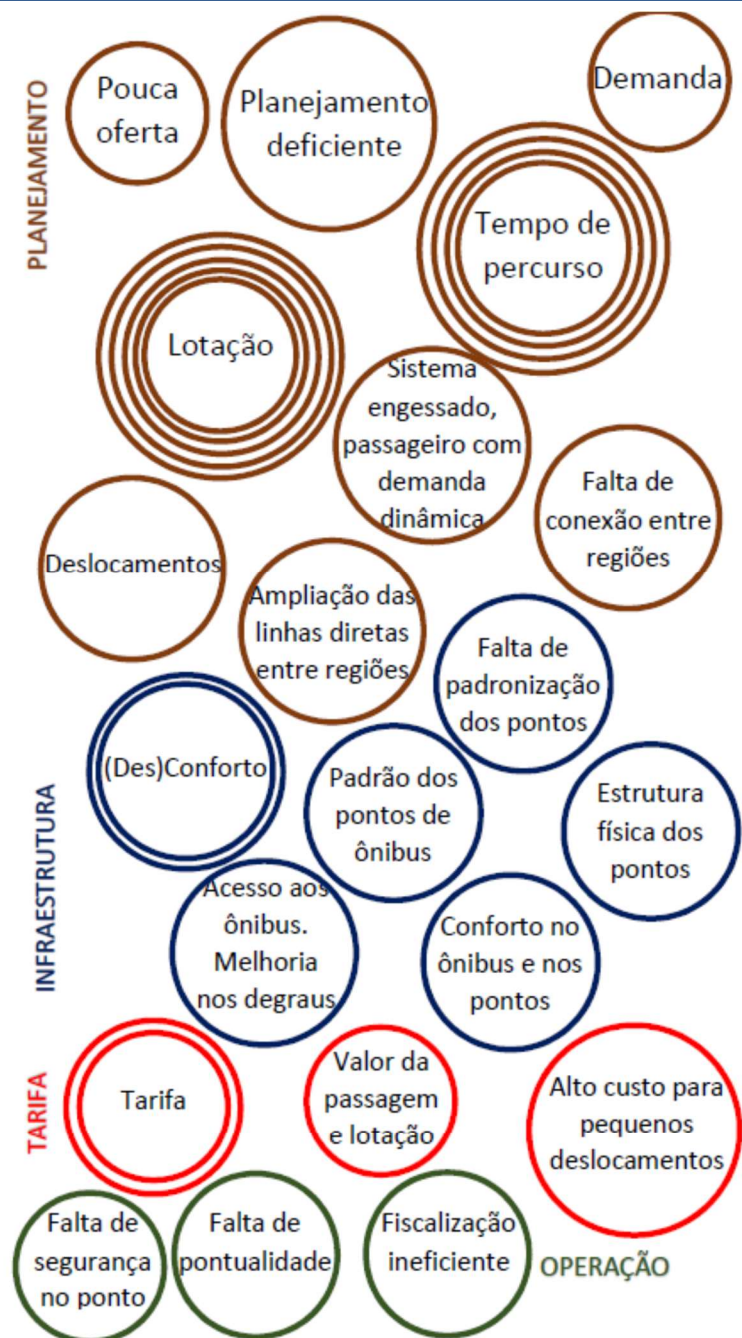 PLANEJAMENTO
Pouca
oferta
Planejamento
deficiente
Demanda
Tempo de
percurso
Lotação
Sistema
engessado,
passageiro com
demanda
dinâmica
Falta de
conexão entre
regiões
Deslocamentos
Ampliação das
linhas diretas
entre regiões
INFRAESTRUTURA
Falta de
padronização
dos pontos
(Des)Conforto
Padrão dos
pontos de
ônibus
Estrutura
física dos
pontos
Acesso aos
ônibus.
Melhoria
nos degraus
Conforto no
ônibus e nos
pontos
TARIFA
Tarifa
Valor da
passagem
e lotação
Alto custo para
pequenos
deslocamentos
Falta de
segurança
no ponto
Falta de
pontualidade
Fiscalização
ineficiente
OPERAÇÃO